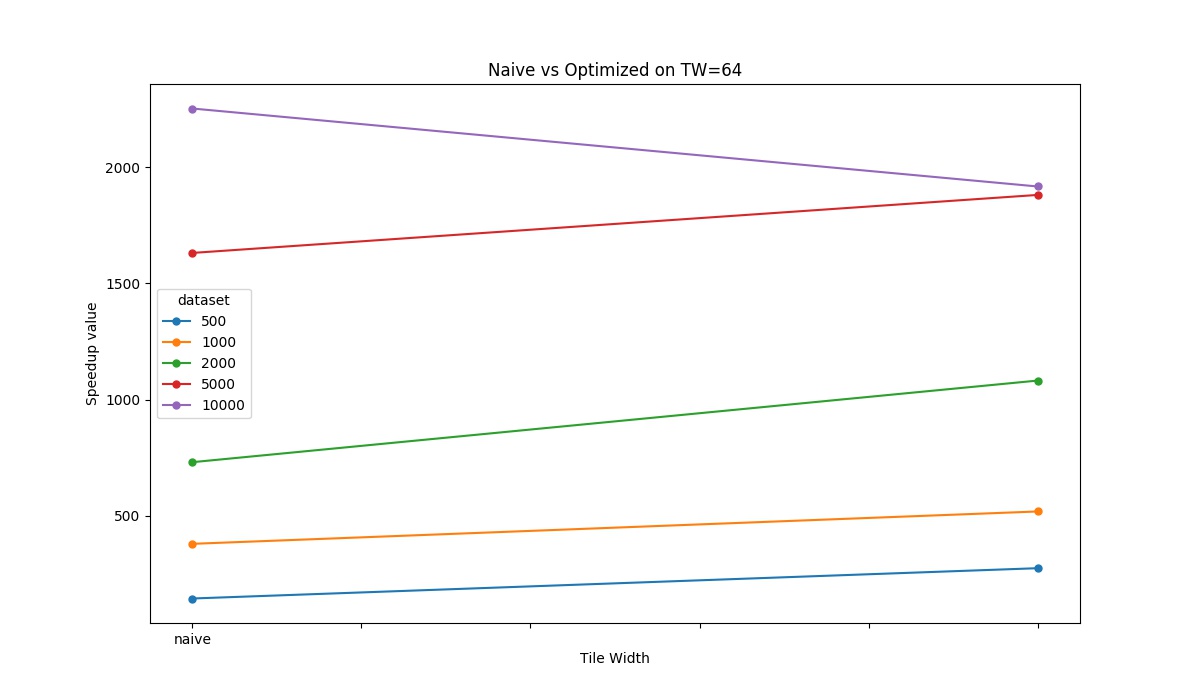 Naive vs Optimized on TW=64
Speedup value
2000
1500
1000
500
dataset
500
1000
2000
5000
10000
naive
Tile Width